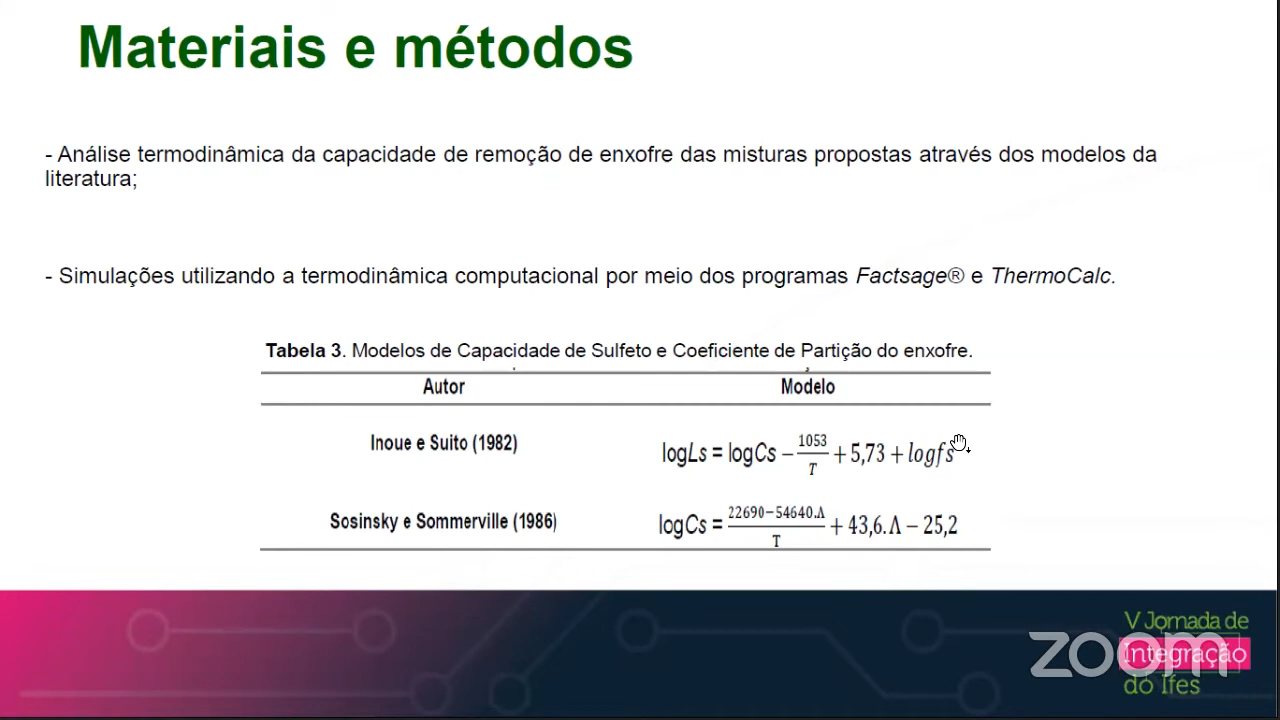 Materiais e métodos
- Análise termodinâmica da capacidade de remoção de enxofre das misturas propostas através dos modelos da
literatura;
- Simulações utilizando a termodinâmica computacional por meio dos programas Factsage® e ThermoCalc.
Tabela 3. Modelos de Capacidade de Sulfeto e Coeficiente de Partição do enxofre.
Autor Modelo
Inoue e Suito (1982) logLs = logCs − 1053/T + 5,73 + logfs
Sosinsky e Sommerville (1986) logCs = 22690−54640.Λ/T + 43,6.Λ − 25,2
V Jornada de
zoom
Integração
do Ifes